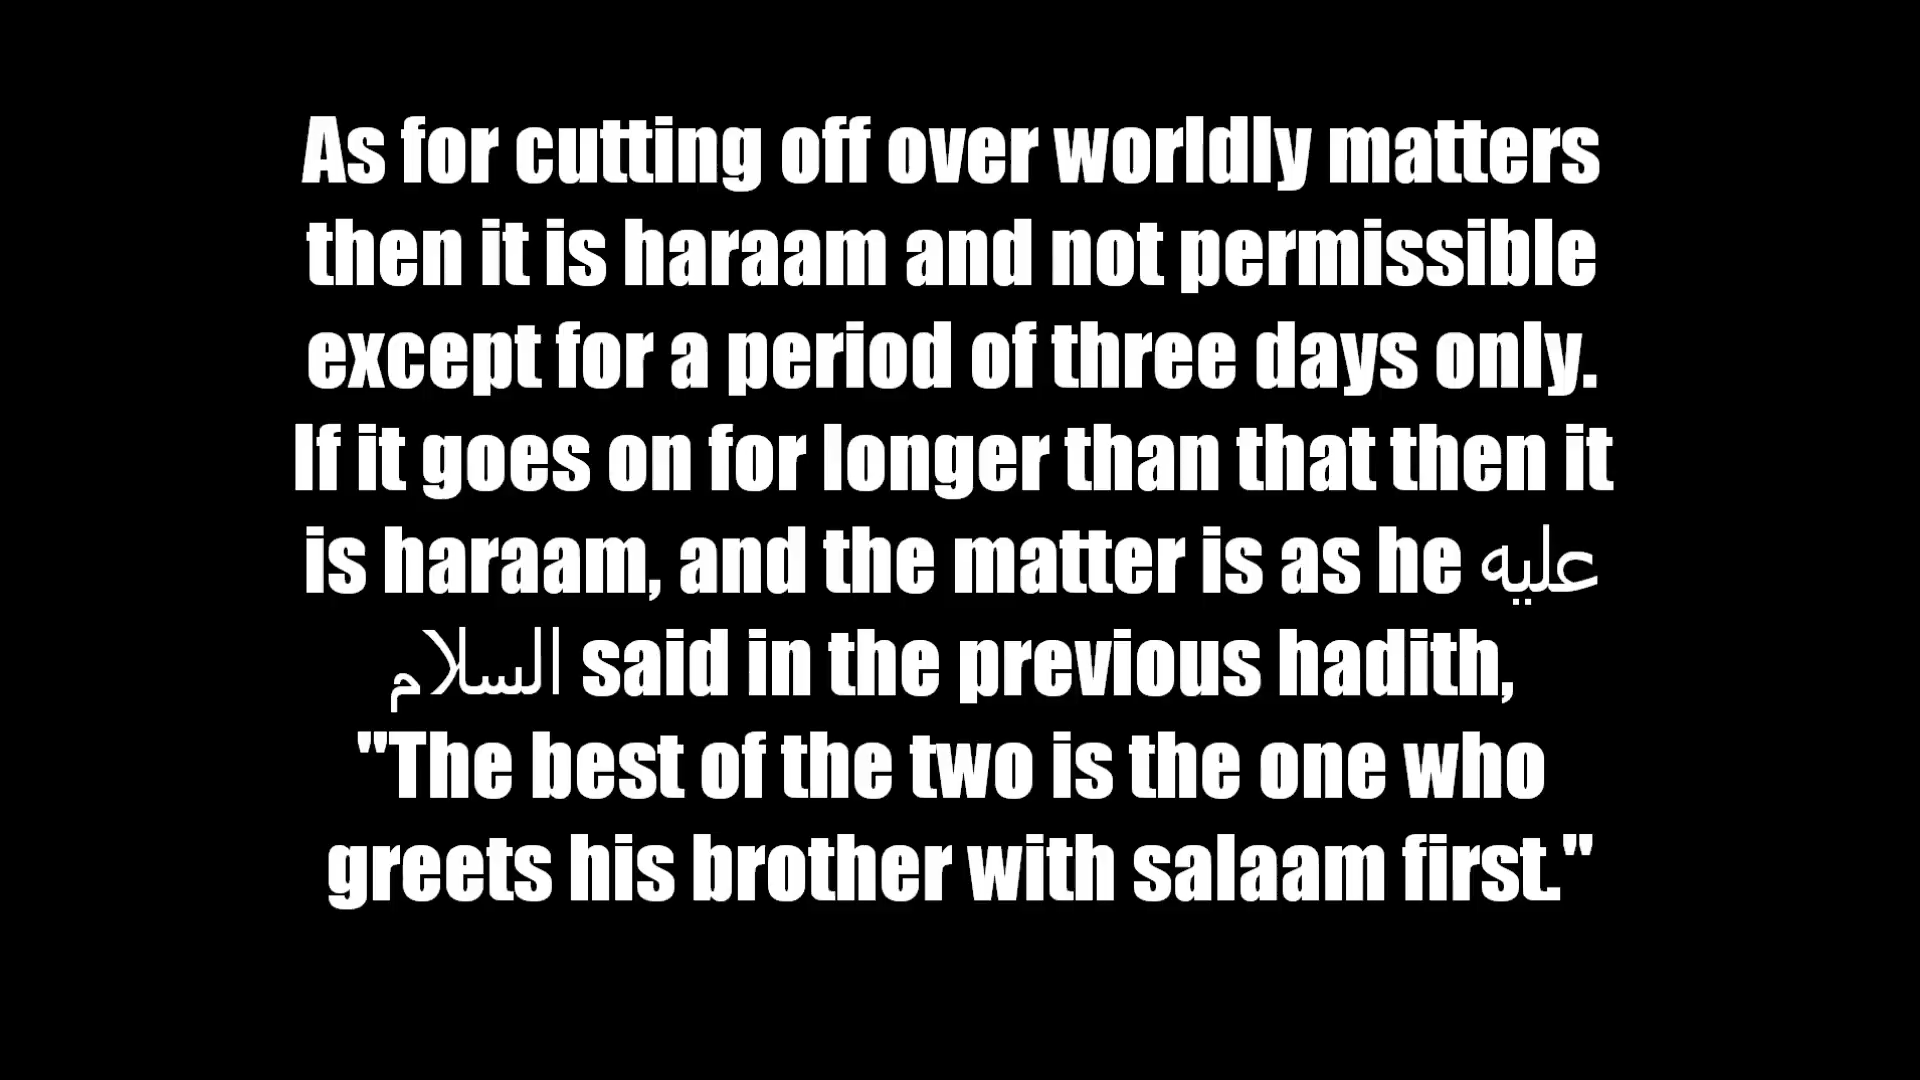 As for cutting off over worldly matters
then it is haraam and not permissible
except for a period of three days only.
If it goes on for longer than that then it
is haraam, and the matter is as he عليه
السلام said in the previous hadith,
"The best of the two is the one who
greets his brother with salaam first."